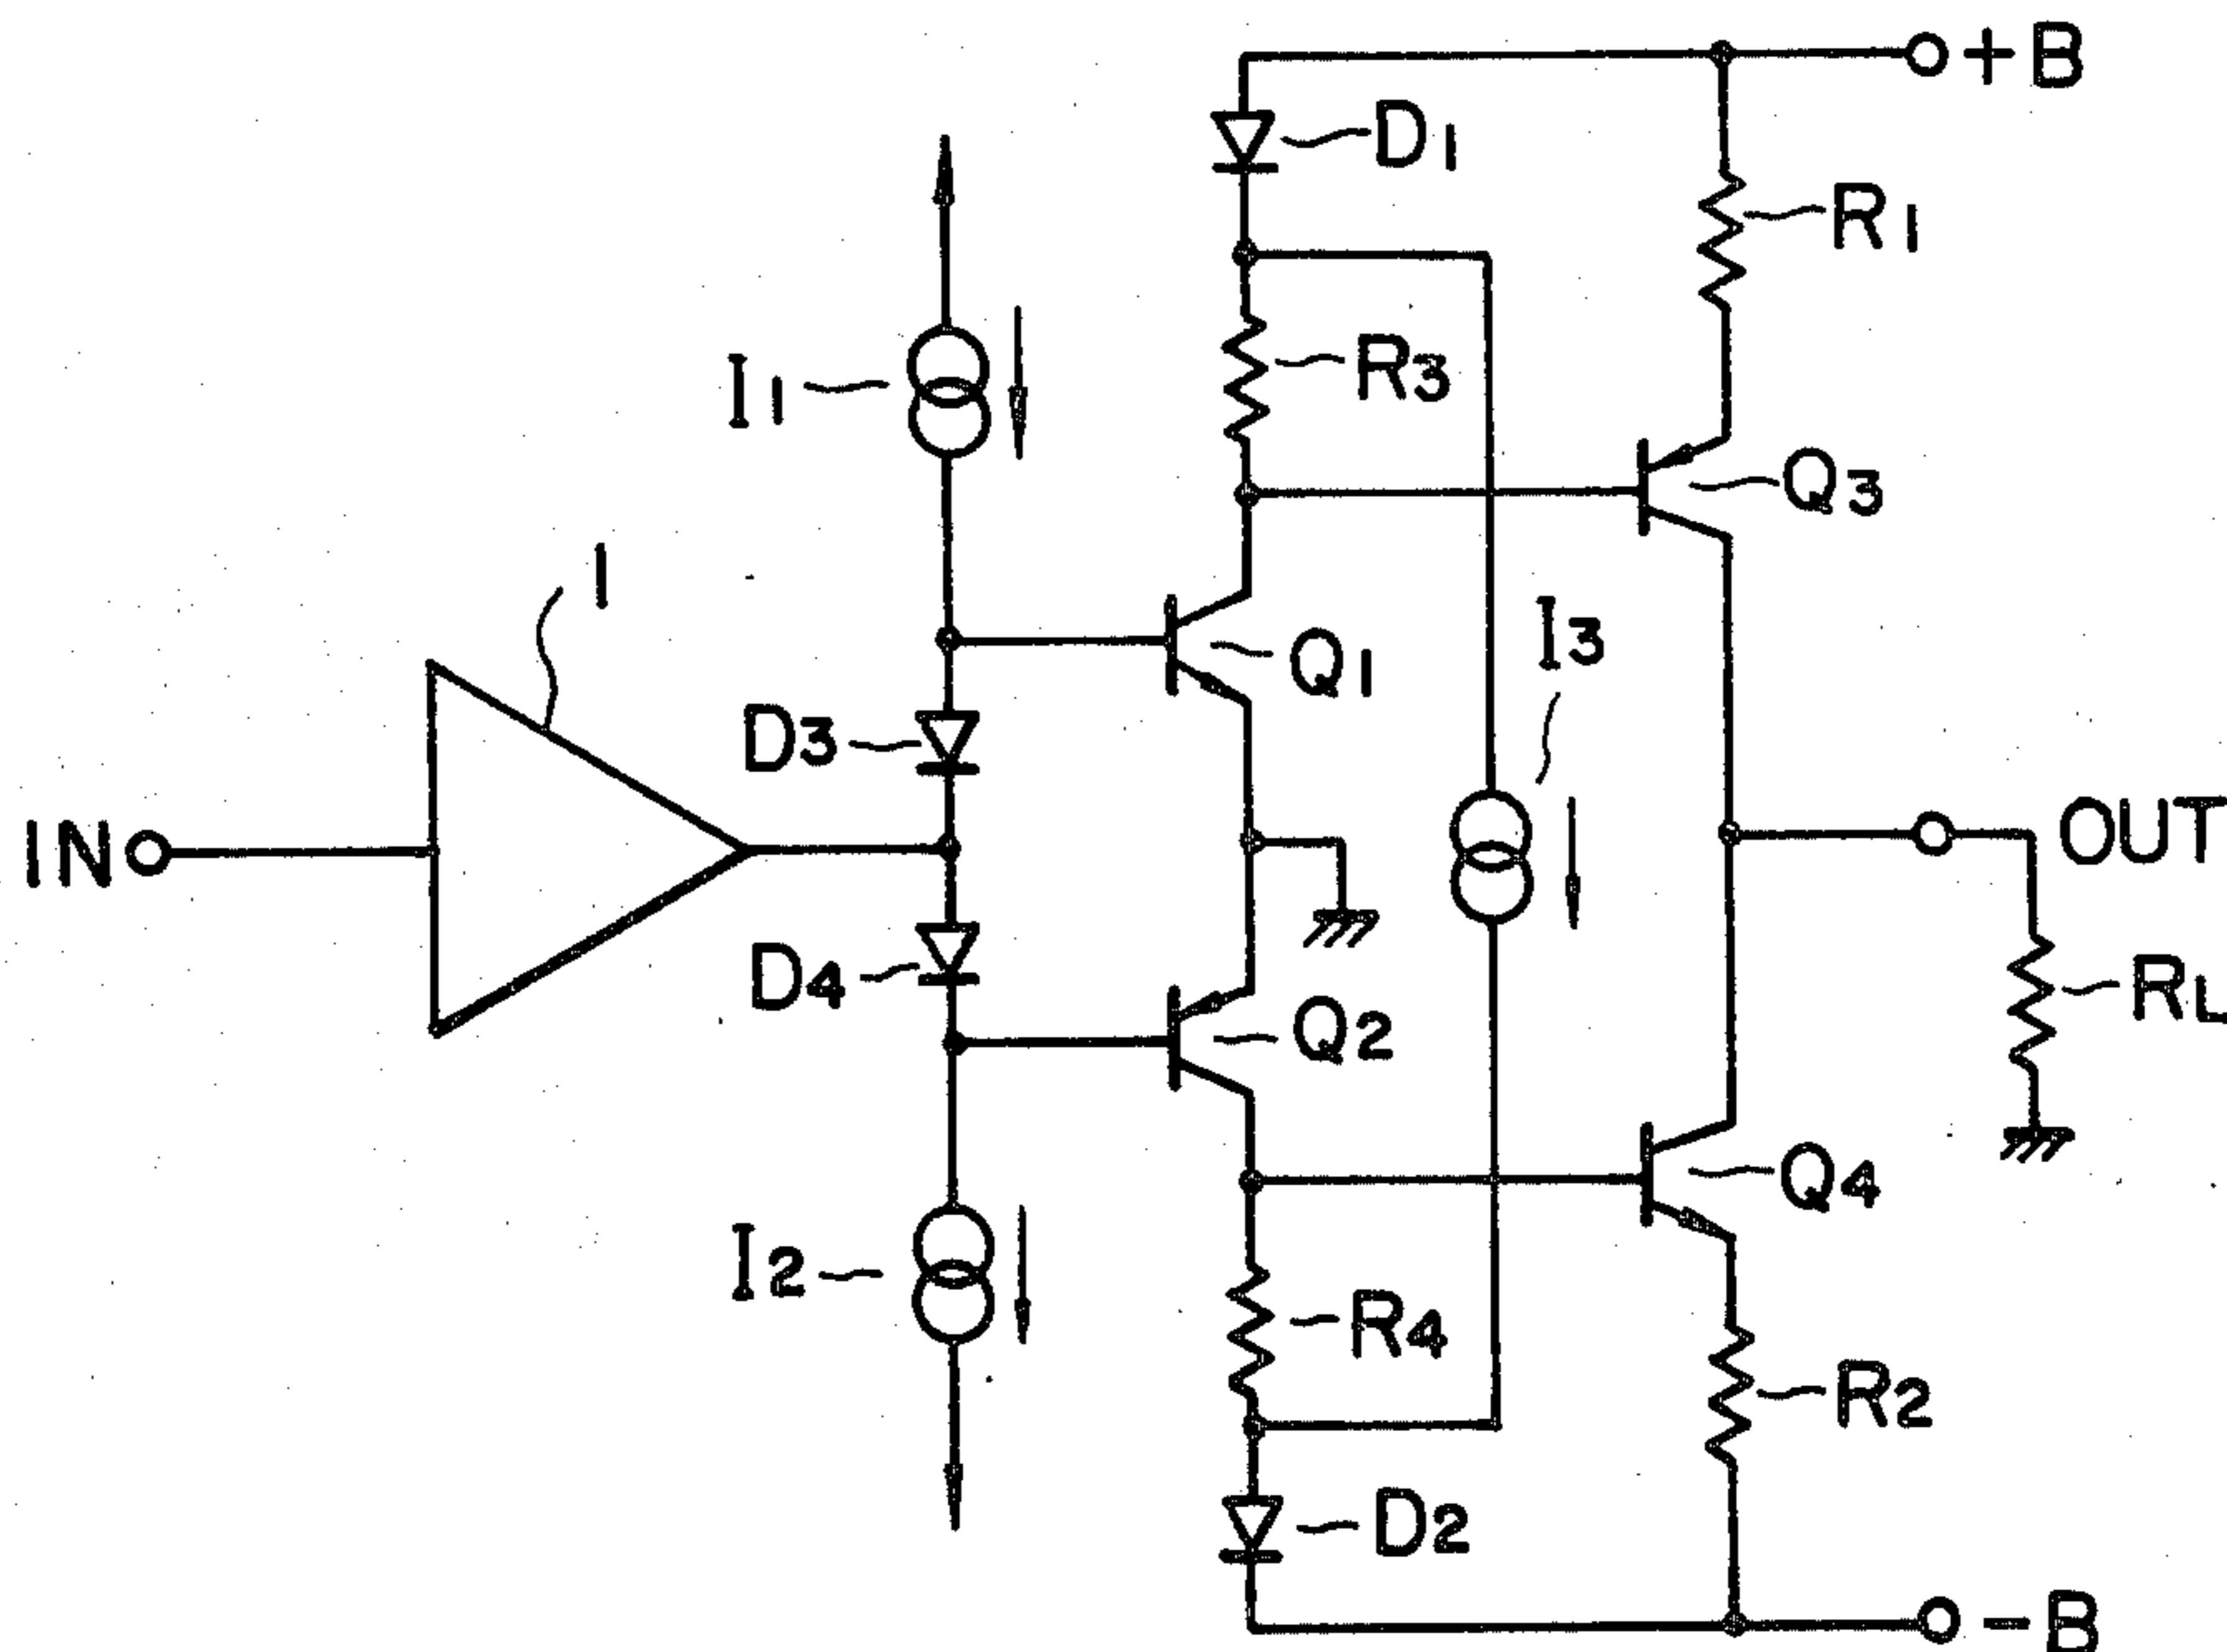 +B
D1
R1
R3
I1
Q3
1
I3
Q1
D3
IN
OUT
D4
RL
Q2
Q4
I2
R4
R2
D2
-B